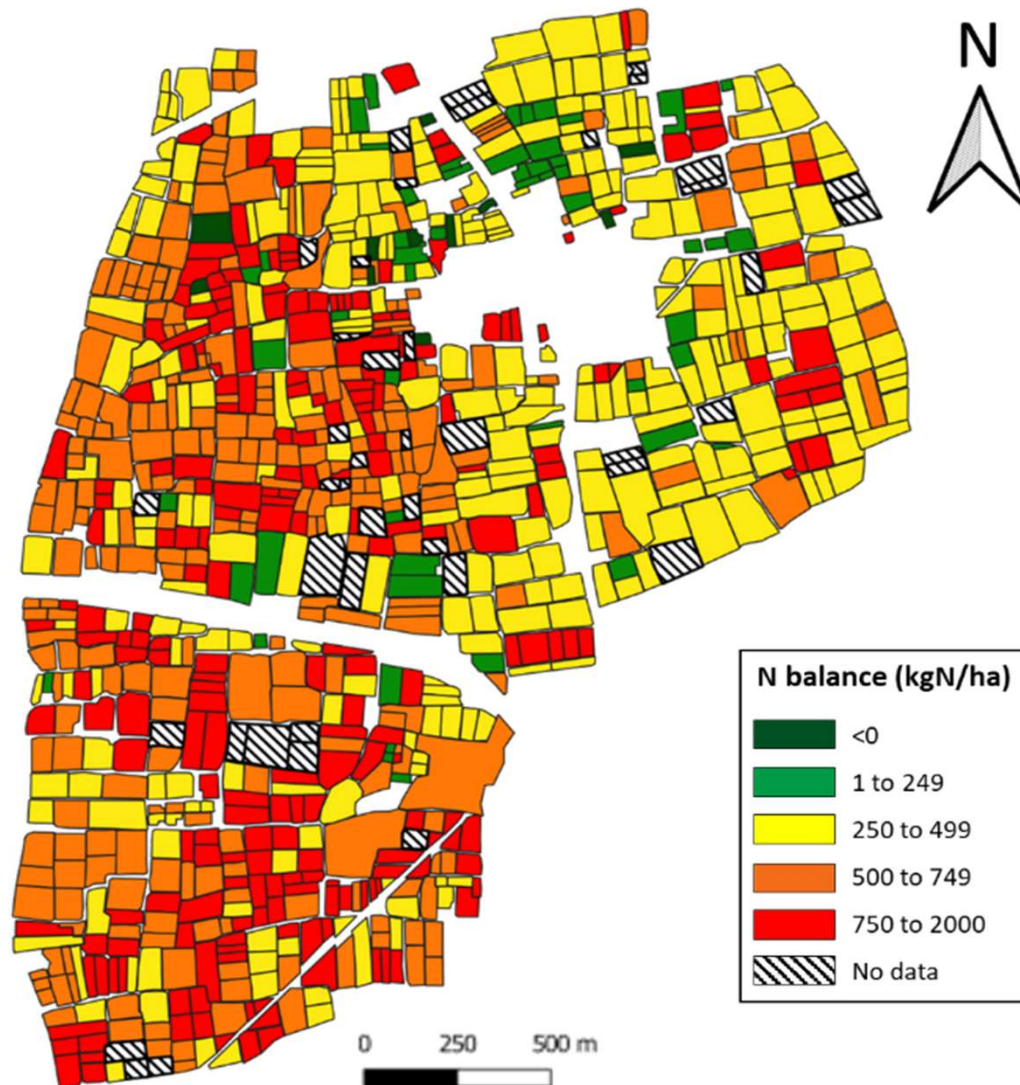 N
N balance (kgN/ha)
<0
1 to 249
250 to 499
500 to 749
750 to 2000
No data
0 250 500 m